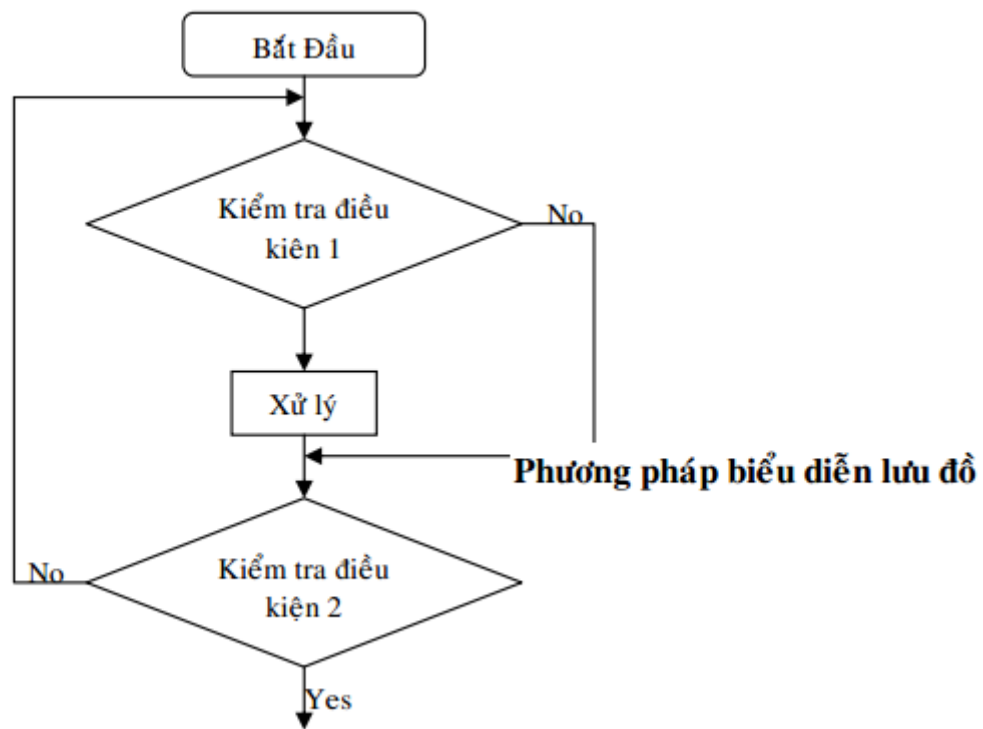 Bắt Đầu
Kiểm tra điều
kiên 1
No
Xử lý
Phương pháp biểu diễn lưu đồ
Kiểm tra điều
kiện 2
No
Yes